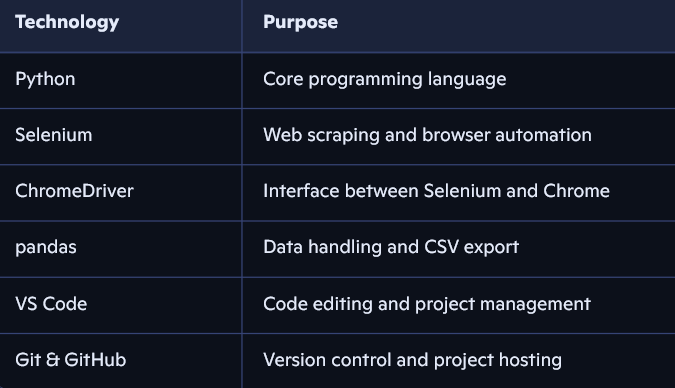 Technology Purpose
Python Core programming language
Selenium Web scraping and browser automation
ChromeDriver Interface between Selenium and Chrome
pandas Data handling and CSV export
VS Code Code editing and project management
Git & GitHub Version control and project hosting